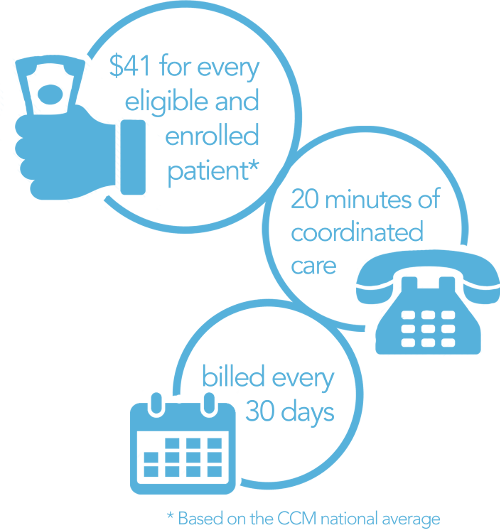 $41 for every
eligible and
enrolled
patient*
20 minutes of
coordinated
care
billed every
30 days
* Based on the CCM national average